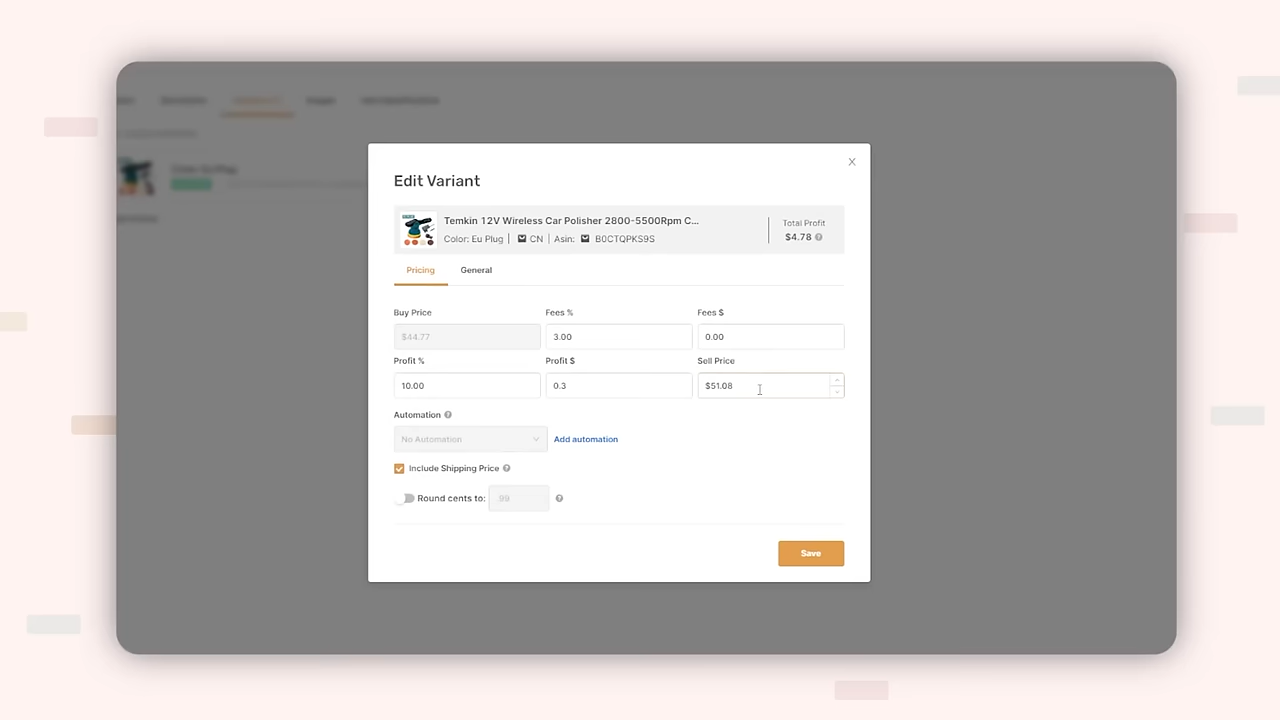 Edit Variant
Temkin 12V Wireless Car Polisher 2800-5500Rpm C...
Color: Eu Plug | CN | Asin: B0CTQPKS9S
Total Profit
$4.78
Pricing General
Buy Price Fees % Fees $
$44.77 3.00 0.00
Profit % Profit $ Sell Price
10.00 0.3 $51.08
Automation
No Automation Add automation
Include Shipping Price
Round cents to: 99
Save